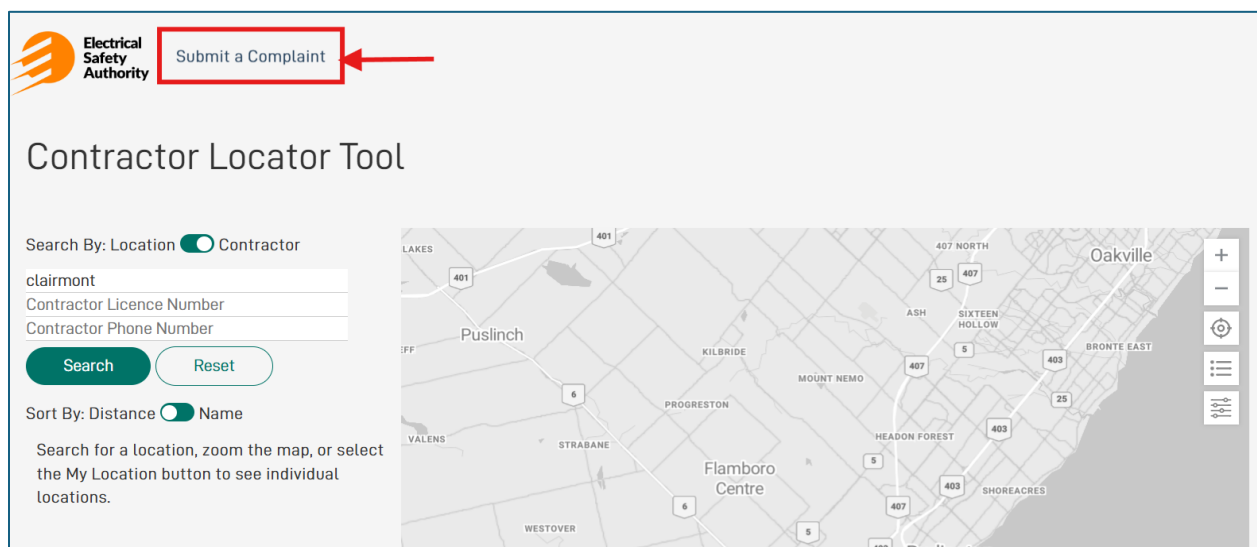 Electrical
Safety
Authority
Submit a Complaint
Contractor Locator Tool
Search By: Location Contractor
clairmont
Contractor Licence Number
Contractor Phone Number
Search Reset
Sort By: Distance Name
Search for a location, zoom the map, or select
the My Location button to see individual
locations.
LAKES
401
407 NORTH
Oakville
401
25
407
ASH
SIXTEEN
HOLLOW
Puslinch
KILBRIDE
5
BRONTE EAST
403
407
MOUNT NEMO
6
PROGRESTON
25
403
VALENS
STRABANE
HEADON FOREST
5
Flamboro
Centre
403
SHOREACRES
6
407
WESTOVER
5
+
−